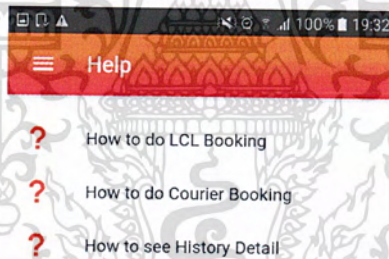 100% 19:32
Help
? How to do LCL Booking
? How to do Courier Booking
? How to see History Detail